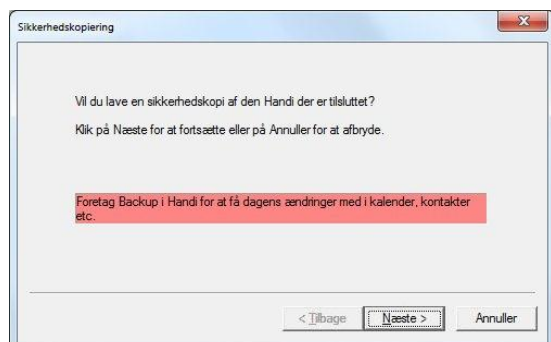 Sikkerhedskopiering
Vil du lave en sikkerhedskopi af den Handi der er tilsluttet?
Klik på Næste for at fortsætte eller på Annuller for at afbryde.
Foretag Backup i Handi for at få dagens ændringer med i kalender, kontakter
etc.
< Tilbage Næste > Annuller